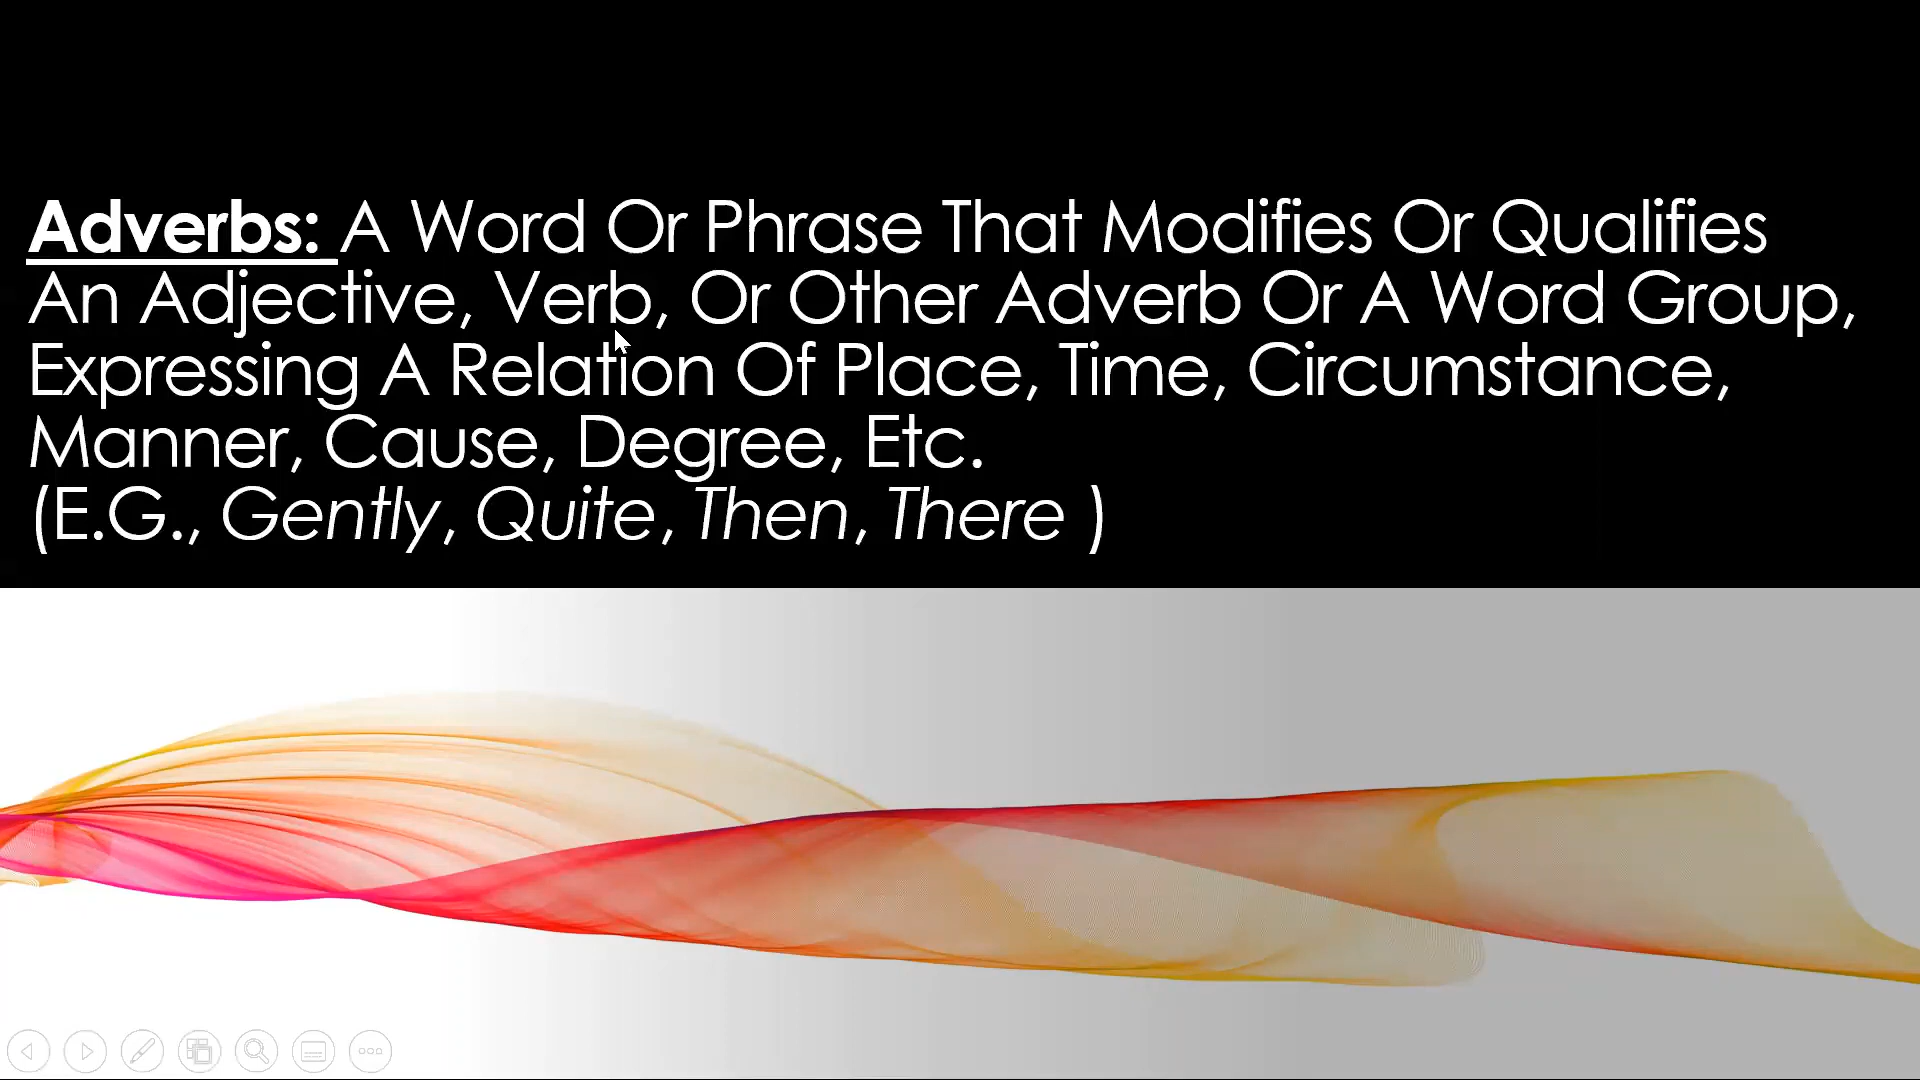 Adverbs: A Word Or Phrase That Modifies Or Qualifies
An Adjective, Verb, Or Other Adverb Or A Word Group,
Expressing A Relation Of Place, Time, Circumstance,
Manner, Cause, Degree, Etc.
(E.G., Gently, Quite, Then, There )